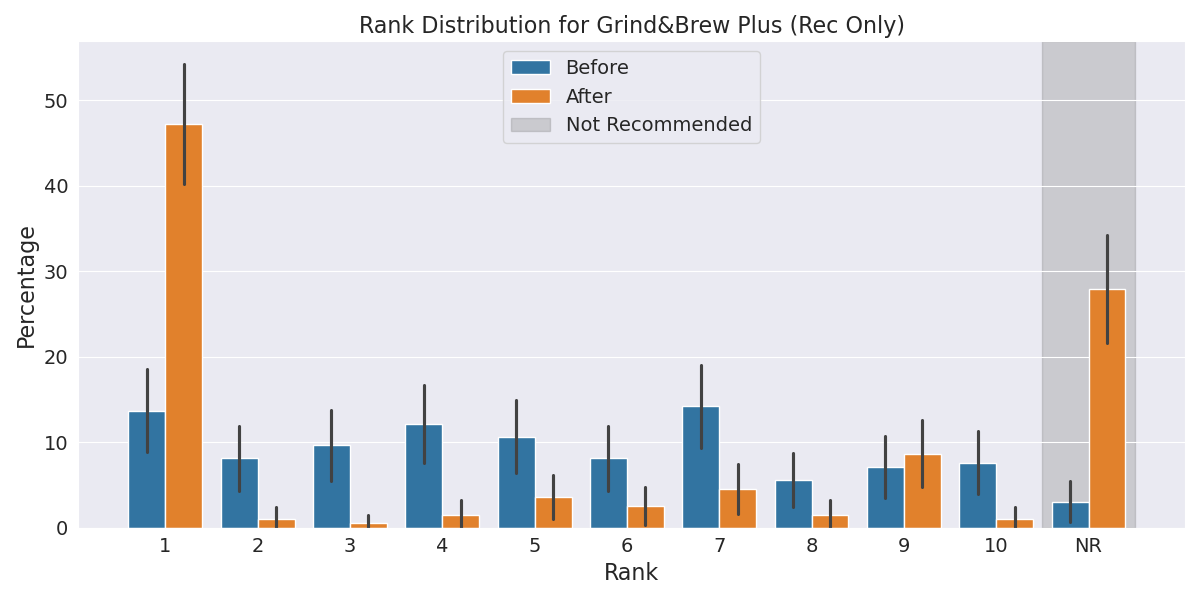 Rank Distribution for Grind&Brew Plus (Rec Only)
Before
After
Not Recommended
Percentage
50
40
30
20
10
0
1 2 3 4 5 6 7 8 9 10 NR
Rank